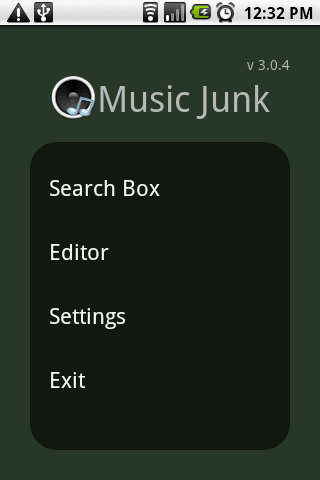 12:32 PM
v 3.0.4
Music Junk
Search Box
Editor
Settings
Exit